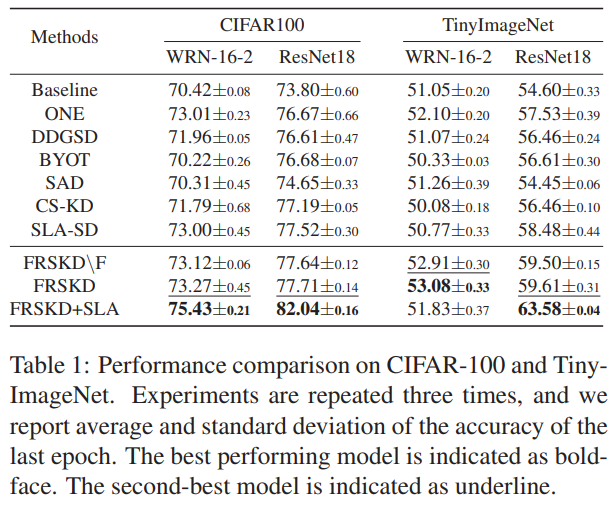 Methods CIFAR100 TinyImageNet
WRN-16-2 ResNet18 WRN-16-2 ResNet18
Baseline 70.42±0.08 73.80±0.60 51.05±0.20 54.60±0.33
ONE 73.01±0.23 76.67±0.66 52.10±0.20 57.53±0.39
DDGSD 71.96±0.05 76.61±0.47 51.07±0.24 56.46±0.24
BYOT 70.22±0.26 76.68±0.07 50.33±0.03 56.61±0.30
SAD 70.31±0.45 74.65±0.33 51.26±0.39 54.45±0.06
CS-KD 71.79±0.68 77.19±0.05 50.08±0.18 56.46±0.10
SLA-SD 73.00±0.45 77.52±0.30 50.77±0.33 58.48±0.44
FRSKD\F 73.12±0.06 77.64±0.12 52.91±0.30 59.50±0.15
FRSKD 73.27±0.45 77.71±0.14 53.08±0.33 59.61±0.31
FRSKD+SLA 75.43±0.21 82.04±0.16 51.83±0.37 63.58±0.04
Table 1: Performance comparison on CIFAR-100 and Tiny-
ImageNet. Experiments are repeated three times, and we
report average and standard deviation of the accuracy of the
last epoch. The best performing model is indicated as bold-
face. The second-best model is indicated as underline.